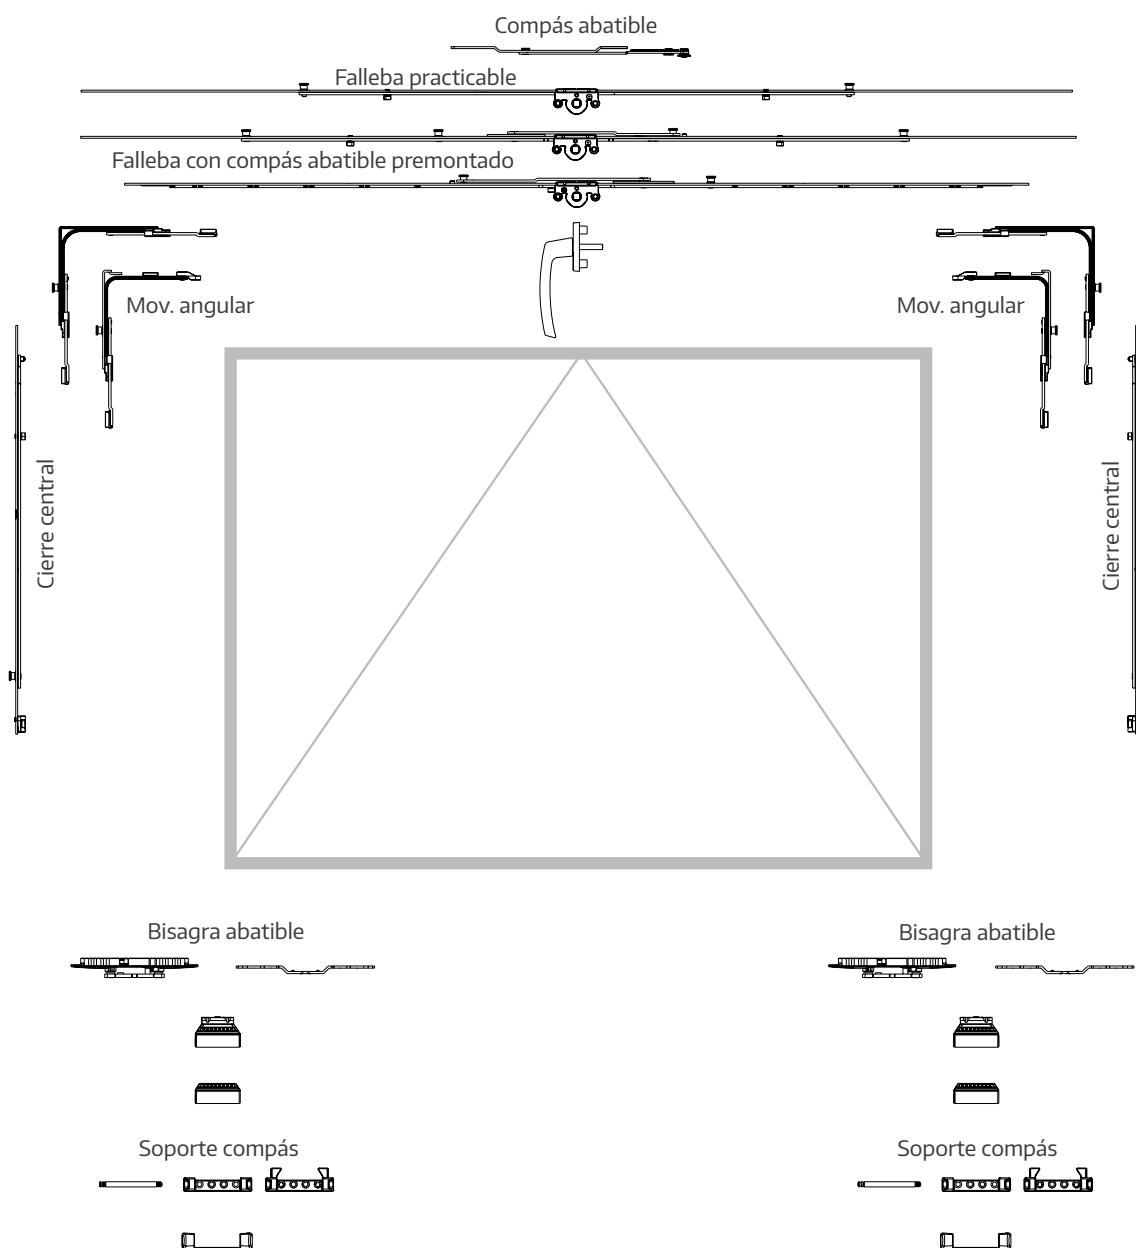 Compás abatible
Falleba practicable
Falleba con compás abatible premontado
Mov. angular
Mov. angular
Cierre central
Cierre central
Bisagra abatible
Bisagra abatible
Soporte compás
Soporte compás